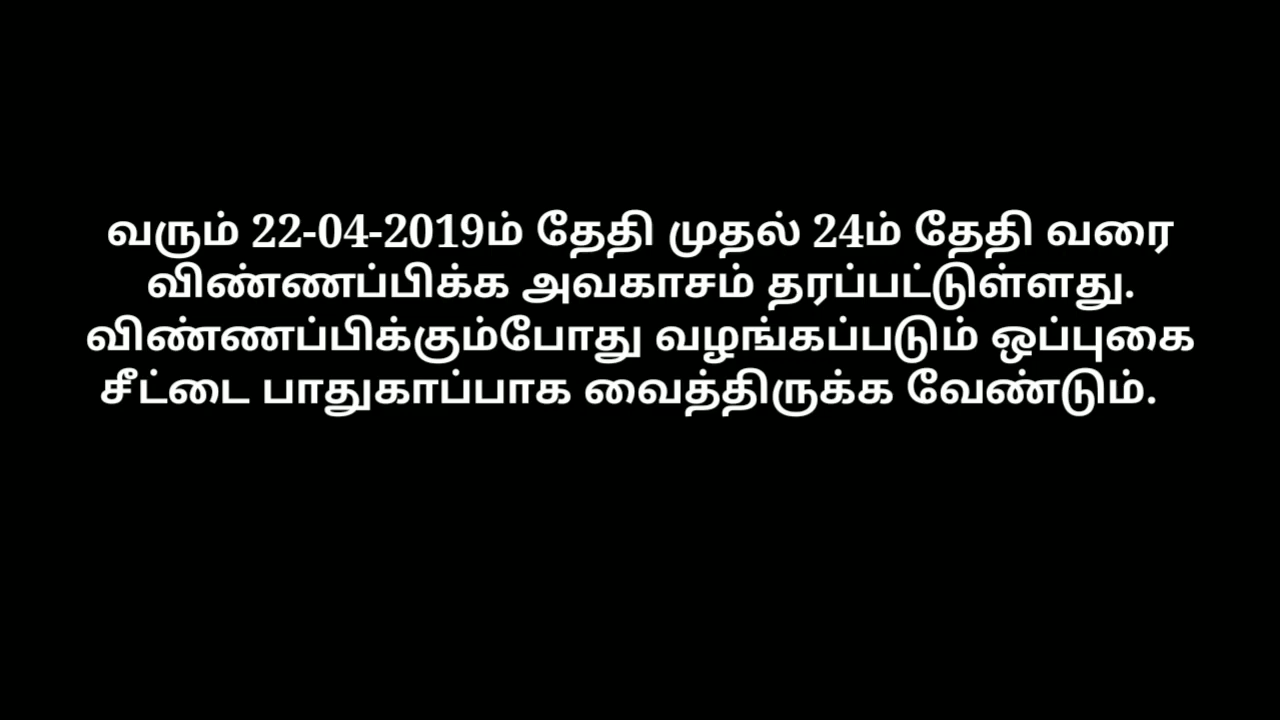 வரும் 22-04-2019ம் தேதி முதல் 24ம் தேதி வரை
விண்ணப்பிக்க அவகாசம் தரப்பட்டுள்ளது.
விண்ணப்பிக்கும்போது வழங்கப்படும் ஒப்புகை
சீட்டை பாதுகாப்பாக வைத்திருக்க வேண்டும்.